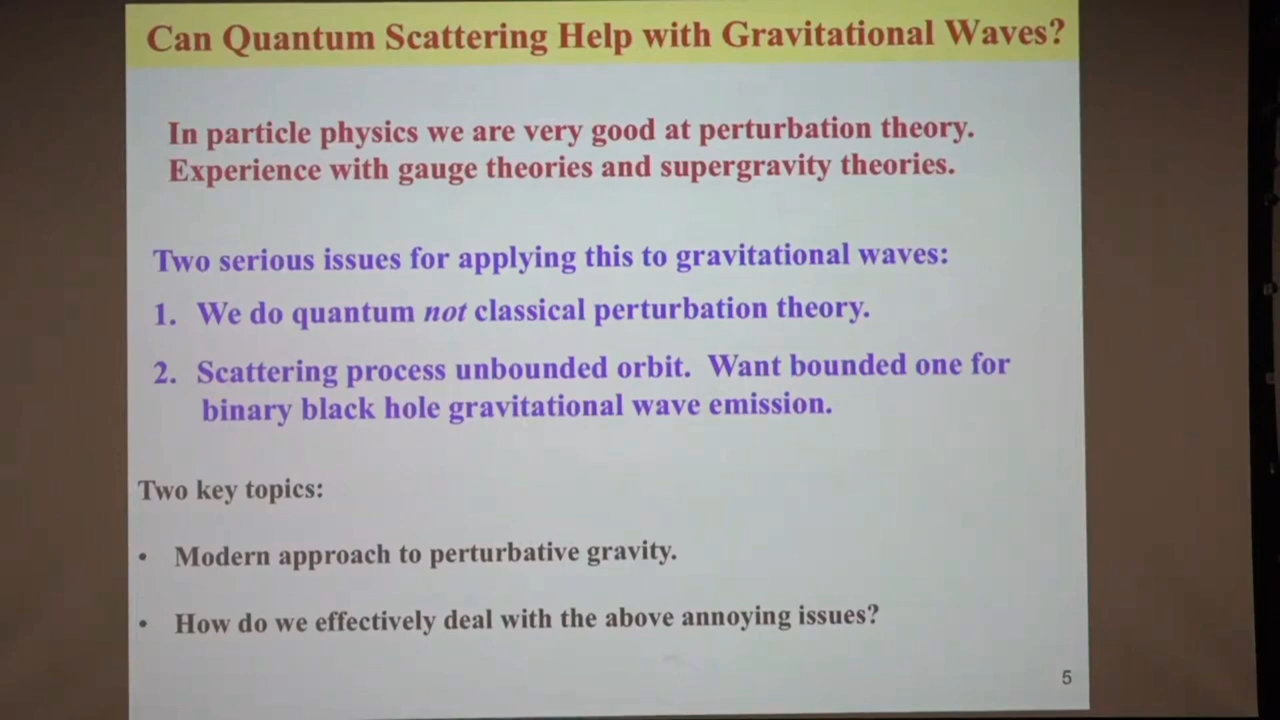 Can Quantum Scattering Help with Gravitational Waves?
In particle physics we are very good at perturbation theory.
Experience with gauge theories and supergravity theories.
Two serious issues for applying this to gravitational waves:
1. We do quantum not classical perturbation theory.
2. Scattering process unbounded orbit. Want bounded one for
binary black hole gravitational wave emission.
Two key topics:
• Modern approach to perturbative gravity.
• How do we effectively deal with the above annoying issues?
5